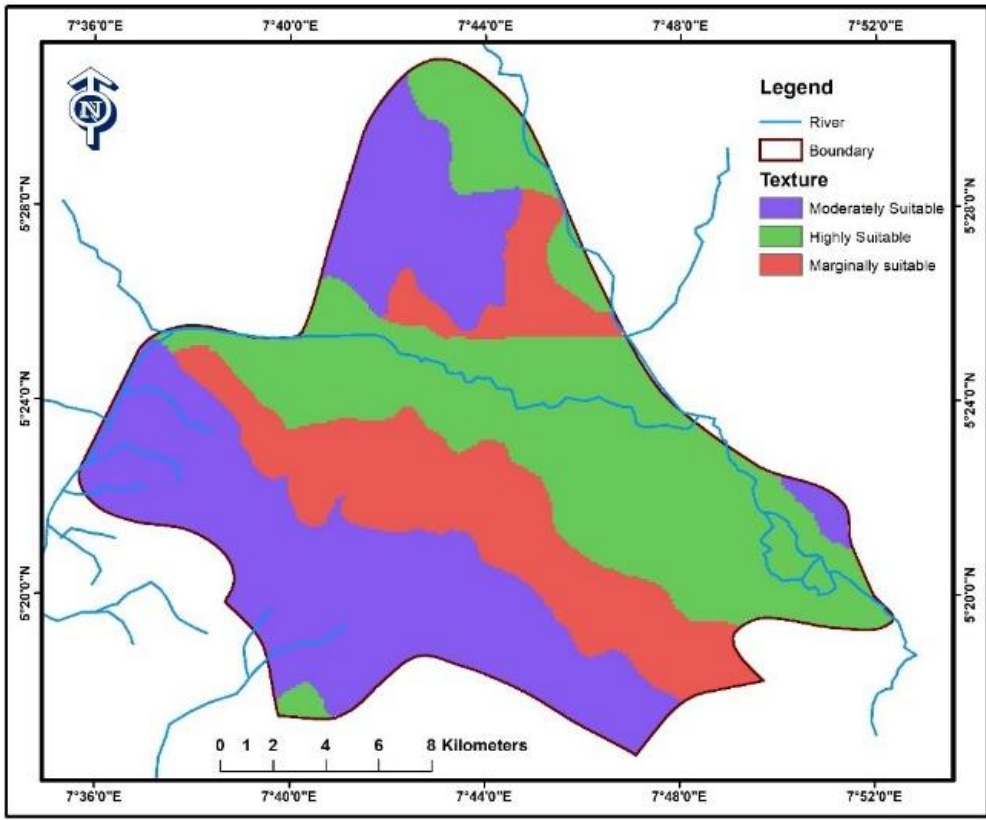 7°36'0"E 7°40'0"E 7°44'0"E 7°48'0"E 7°52'0"E
N
Legend
River
Boundary
Texture
Moderately Suitable
Highly Suitable
Marginally suitable
5°28'0"N 5°28'0"N
5°24'0"N 5°24'0"N
5°20'0"N 5°20'0"N
0 1 2 4 6 8 Kilometers
7°36'0"E 7°40'0"E 7°44'0"E 7°48'0"E 7°52'0"E